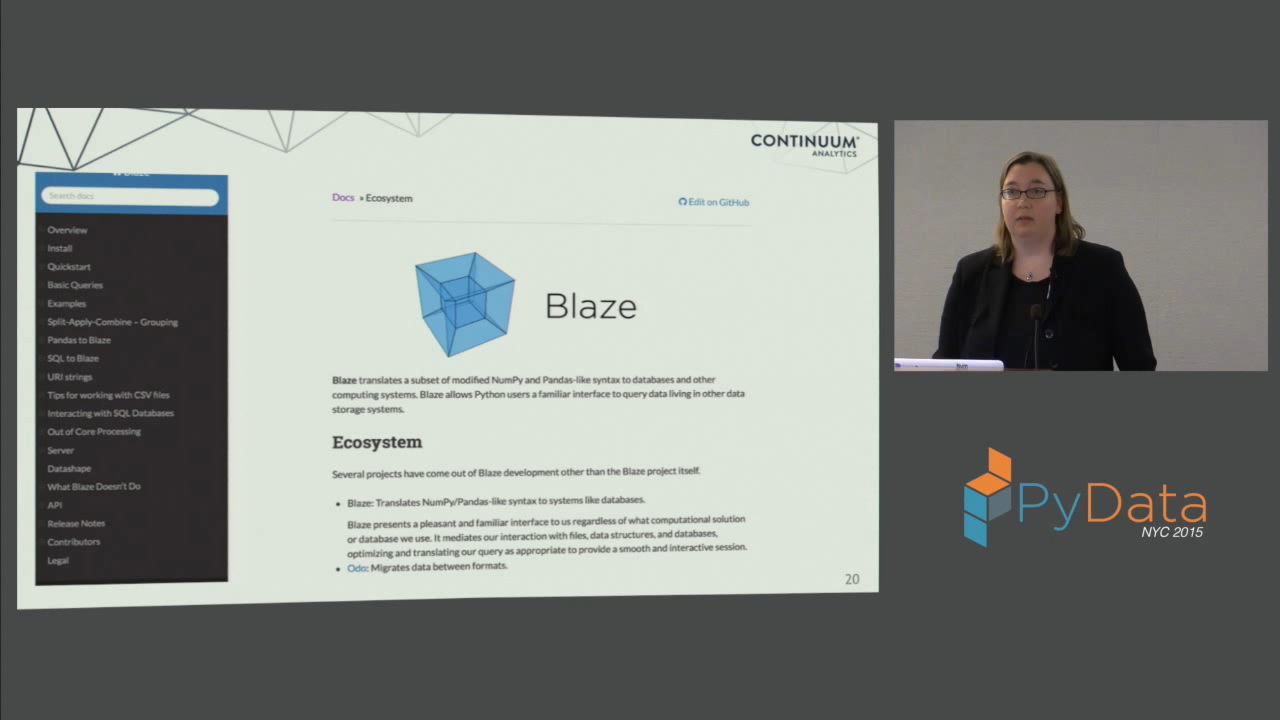 CONTINUUM
ANALYTICS
Blaze
Search docs
Overview
Install
Quickstart
Basic Queries
Examples
Split-Apply-Combine – Grouping
Pandas to Blaze
SQL to Blaze
URI strings
Tips for working with CSV files
Interacting with SQL Databases
Out of Core Processing
Server
Datashape
What Blaze Doesn't Do
API
Release Notes
Contributors
Legal
Docs » Ecosystem
Edit on GitHub
Blaze
Blaze translates a subset of modified NumPy and Pandas-like syntax to databases and other
computing systems. Blaze allows Python users a familiar interface to query data living in other data
storage systems.
Ecosystem
Several projects have come out of Blaze development other than the Blaze project itself.
• Blaze: Translates NumPy/Pandas-like syntax to systems like databases.
Blaze presents a pleasant and familiar interface to us regardless of what computational solution
or database we use. It mediates our interaction with files, data structures, and databases,
optimizing and translating our query as appropriate to provide a smooth and interactive session.
• Odo: Migrates data between formats.
20
PyData
NYC 2015